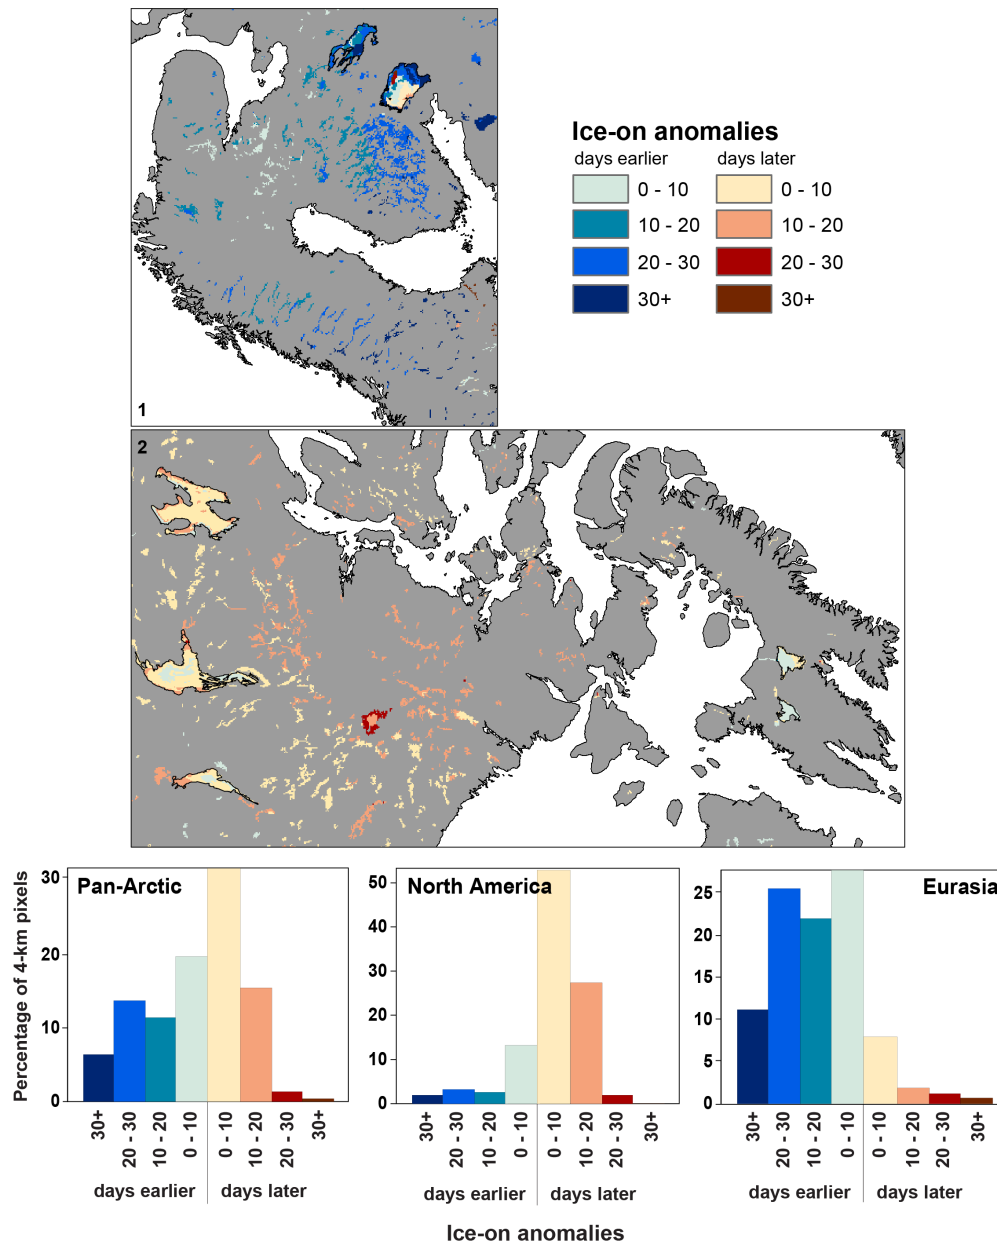 Ice-on anomalies
days earlier days later
0 - 10 0 - 10
10 - 20 10 - 20
20 - 30 20 - 30
30+ 30+
1
2
Percentage of 4-km pixels
Pan-Arctic
30
20
10
0
30+ 20 - 30 10 - 20 0 - 10 0 - 10 10 - 20 20 - 30 30+
days earlier days later
North America
50
40
30
20
10
0
30+ 20 - 30 10 - 20 0 - 10 0 - 10 10 - 20 20 - 30 30+
days earlier days later
Eurasia
25
20
15
10
5
0
30+ 20 - 30 10 - 20 0 - 10 0 - 10 10 - 20 20 - 30 30+
days earlier days later
Ice-on anomalies